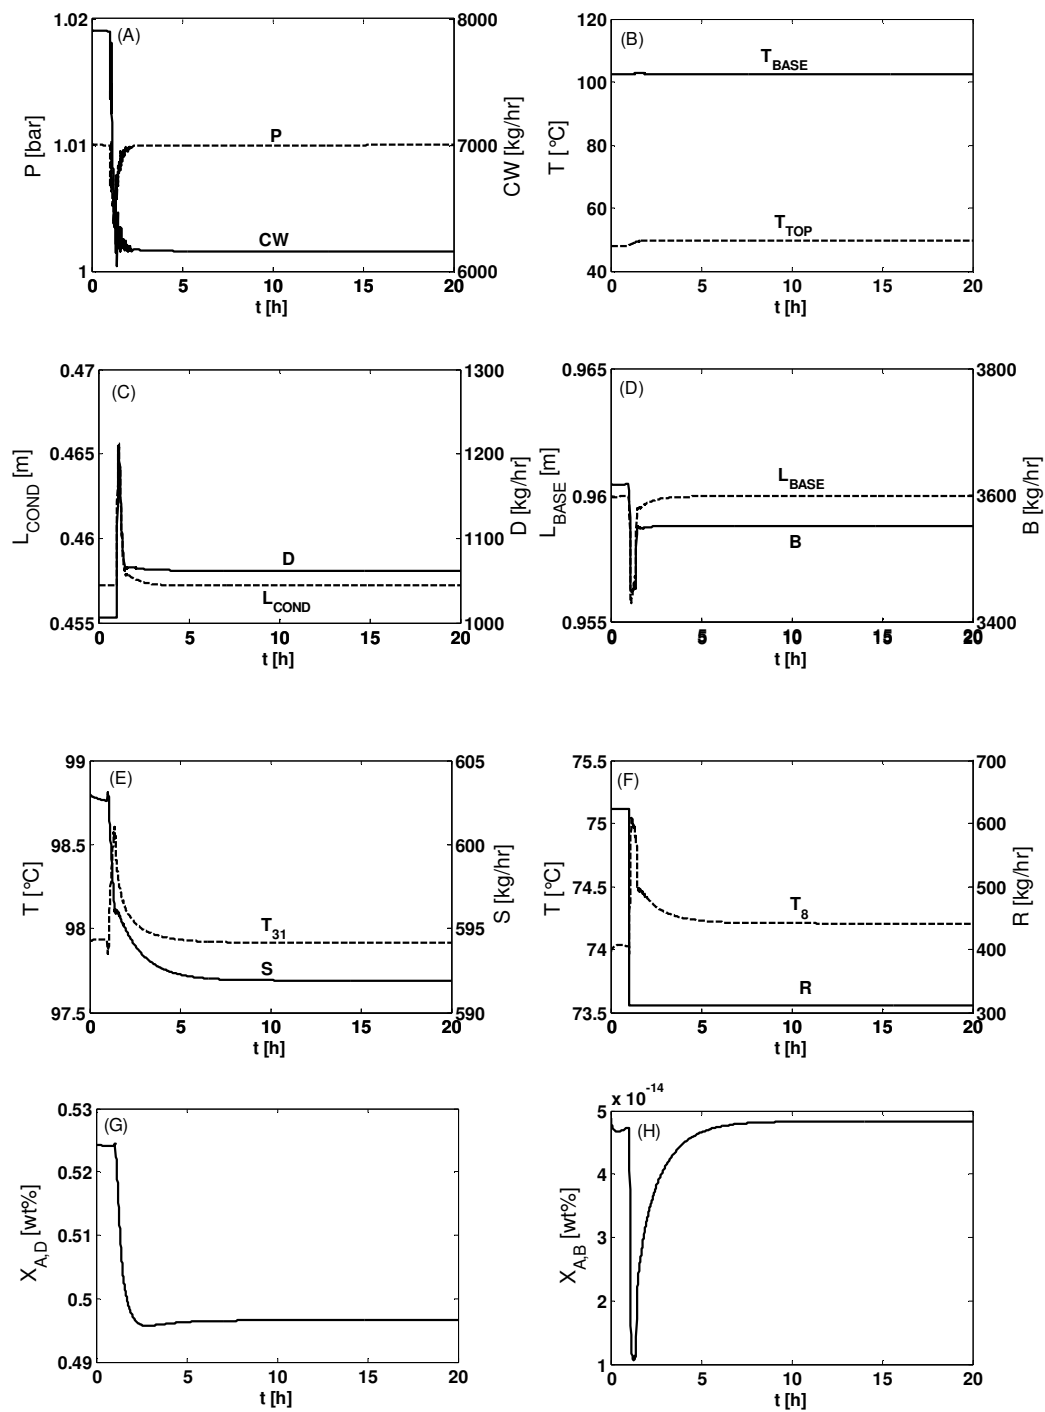 (A)
1.02
1.01
1
P [bar]
8000
7000
6000
CW [kg/hr]
P
CW
0 5 10 15 20
t [h]
(B)
120
100
80
60
40
T [°C]
T_BASE
T_TOP
0 5 10 15 20
t [h]
(C)
0.47
0.465
0.46
0.455
L_COND [m]
1300
1200
1100
1000
D [kg/hr]
D
L_COND
0 5 10 15 20
t [h]
(D)
0.965
0.96
0.955
L_BASE [m]
3800
3600
3400
B [kg/hr]
L_BASE
B
0 5 10 15 20
t [h]
(E)
99
98.5
98
97.5
T [°C]
605
600
595
590
S [kg/hr]
T_31
S
0 5 10 15 20
t [h]
(F)
75.5
75
74.5
74
73.5
T [°C]
700
600
500
400
300
R [kg/hr]
T_8
R
0 5 10 15 20
t [h]
(G)
0.53
0.52
0.51
0.5
0.49
X_A,D [wt%]
0 5 10 15 20
t [h]
x 10^-14
(H)
5
4
3
2
1
X_A,B [wt%]
0 5 10 15 20
t [h]